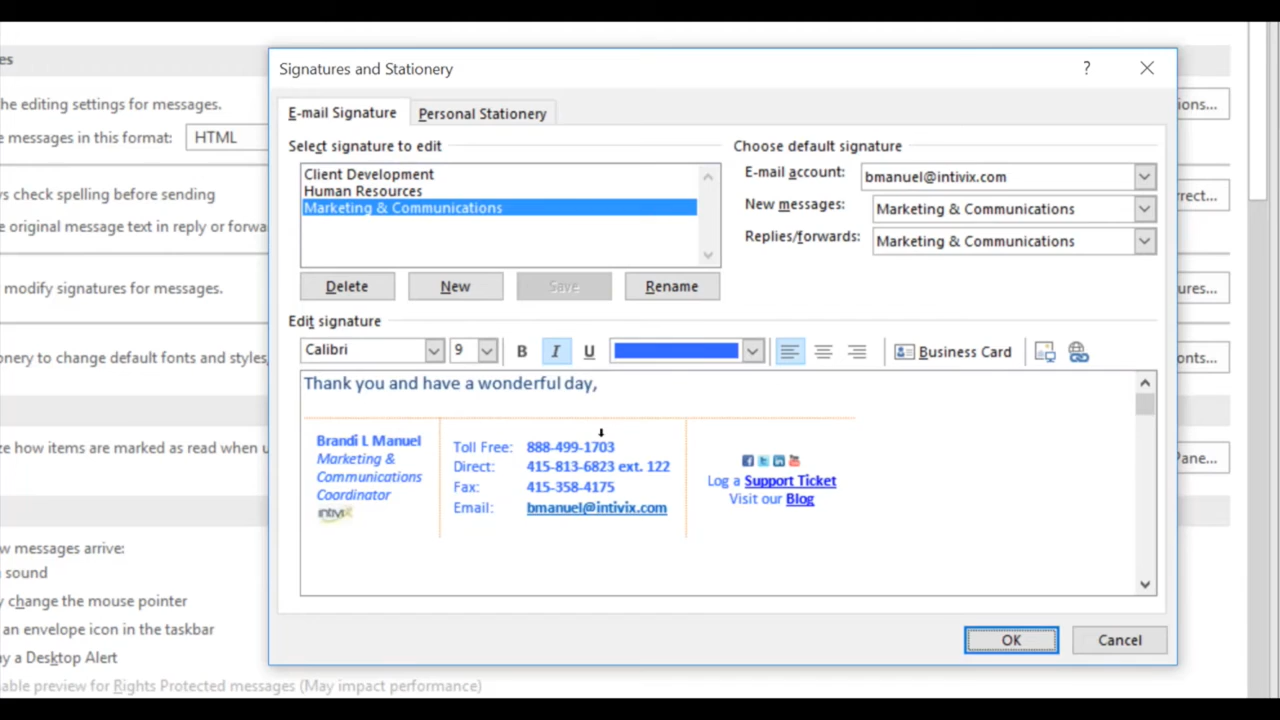 es
Signatures and Stationery
?
E-mail Signature
Personal Stationery
he editing settings for messages.
ions...
Select signature to edit
Choose default signature
e messages in this format:
HTML
Client Development
Human Resources
Marketing & Communications
E-mail account:
bmanuel@intivix.com
ys check spelling before sending
rect...
New messages:
Marketing & Communications
e original message text in reply or forwa
Replies/forwards:
Marketing & Communications
modify signatures for messages.
Delete
New
Save
Rename
ures...
Edit signature
onery to change default fonts and styles,
Calibri
9
B
I
U
Business Card
onts...
Thank you and have a wonderful day,
ze how items are marked as read when u
Pane...
Brandi L Manuel
Marketing &
Communications
Coordinator
intivix
Toll Free: 888-499-1703
Direct: 415-813-6823 ext. 122
Fax: 415-358-4175
Email: bmanuel@intivix.com
Log a Support Ticket
Visit our Blog
w messages arrive:
sound
y change the mouse pointer
an envelope icon in the taskbar
OK
Cancel
ay a Desktop Alert
able preview for Rights Protected messages (May impact performance)